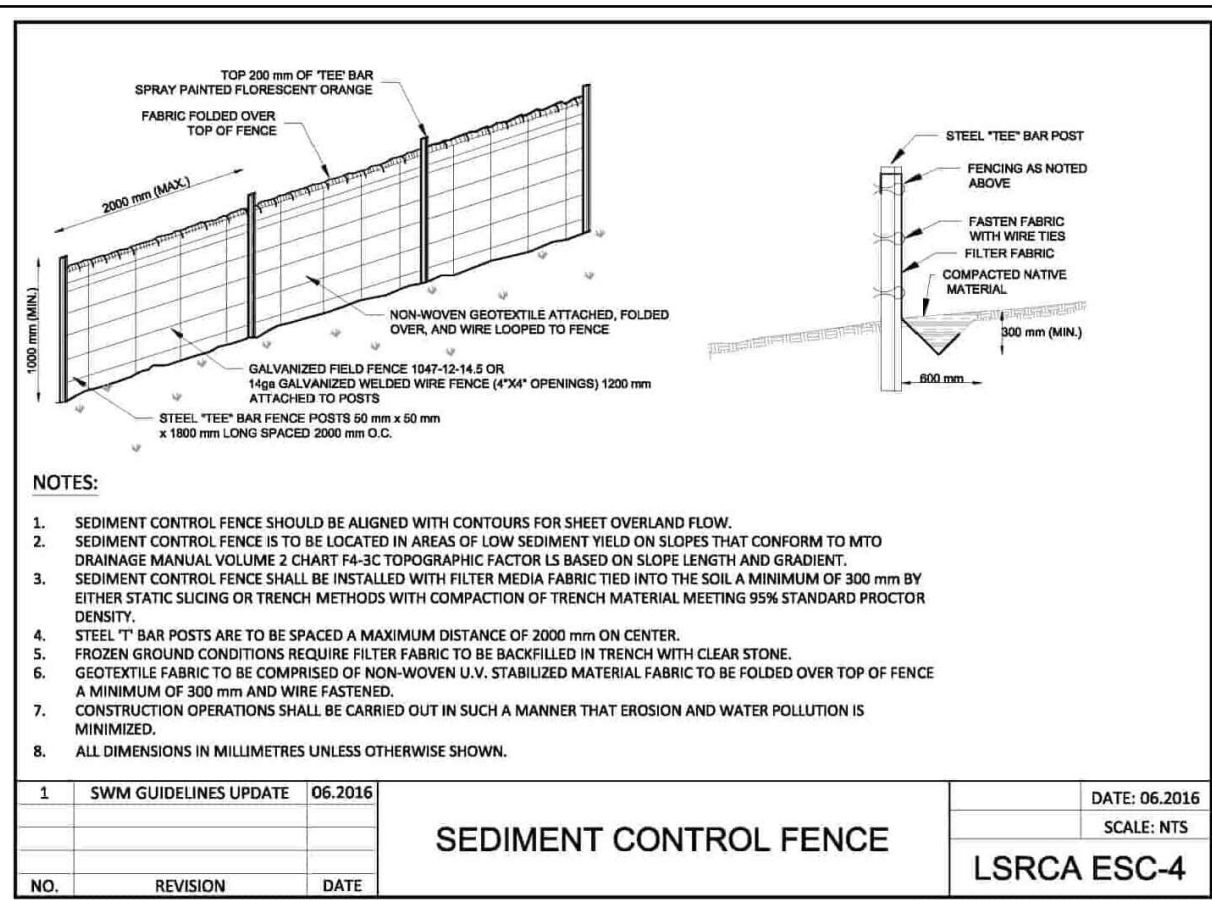 TOP 200 mm OF 'TEE' BAR
SPRAY PAINTED FLORESCENT ORANGE
FABRIC FOLDED OVER
TOP OF FENCE
2000 mm (MAX.)
1000 mm (MIN.)
NON-WOVEN GEOTEXTILE ATTACHED, FOLDED
OVER, AND WIRE LOOPED TO FENCE
GALVANIZED FIELD FENCE 1047-12-14.5 OR
14ga GALVANIZED WELDED WIRE FENCE (4"X4" OPENINGS) 1200 mm
ATTACHED TO POSTS
STEEL "TEE" BAR FENCE POSTS 50 mm x 50 mm
x 1800 mm LONG SPACED 2000 mm O.C.
STEEL "TEE" BAR POST
FENCING AS NOTED
ABOVE
FASTEN FABRIC
WITH WIRE TIES
FILTER FABRIC
COMPACTED NATIVE
MATERIAL
300 mm (MIN.)
600 mm
NOTES:
1. SEDIMENT CONTROL FENCE SHOULD BE ALIGNED WITH CONTOURS FOR SHEET OVERLAND FLOW.
2. SEDIMENT CONTROL FENCE IS TO BE LOCATED IN AREAS OF LOW SEDIMENT YIELD ON SLOPES THAT CONFORM TO MTO
DRAINAGE MANUAL VOLUME 2 CHART F4-3C TOPOGRAPHIC FACTOR LS BASED ON SLOPE LENGTH AND GRADIENT.
3. SEDIMENT CONTROL FENCE SHALL BE INSTALLED WITH FILTER MEDIA FABRIC TIED INTO THE SOIL A MINIMUM OF 300 mm BY
EITHER STATIC SLICING OR TRENCH METHODS WITH COMPACTION OF TRENCH MATERIAL MEETING 95% STANDARD PROCTOR
DENSITY.
4. STEEL 'T' BAR POSTS ARE TO BE SPACED A MAXIMUM DISTANCE OF 2000 mm ON CENTER.
5. FROZEN GROUND CONDITIONS REQUIRE FILTER FABRIC TO BE BACKFILLED IN TRENCH WITH CLEAR STONE.
6. GEOTEXTILE FABRIC TO BE COMPRISED OF NON-WOVEN U.V. STABILIZED MATERIAL FABRIC TO BE FOLDED OVER TOP OF FENCE
A MINIMUM OF 300 mm AND WIRE FASTENED.
7. CONSTRUCTION OPERATIONS SHALL BE CARRIED OUT IN SUCH A MANNER THAT EROSION AND WATER POLLUTION IS
MINIMIZED.
8. ALL DIMENSIONS IN MILLIMETRES UNLESS OTHERWISE SHOWN.
1 SWM GUIDELINES UPDATE 06.2016
NO. REVISION DATE
SEDIMENT CONTROL FENCE
DATE: 06.2016
SCALE: NTS
LSRCA ESC-4